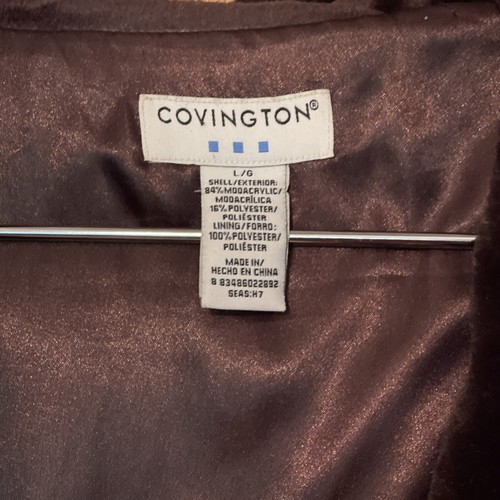 COVINGTON®
L/G
SHELL/EXTERIOR:
84% MODACRYLIC/
MODACRÍLICA
16% POLYESTER/
POLIÉSTER
LINING/FORRO:
100% POLYESTER/
POLIÉSTER
MADE IN/
HECHO EN CHINA
8 83486022892
SEAS:H7